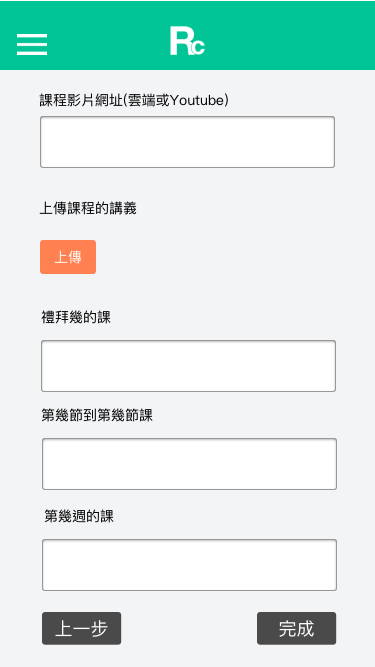 Rc
課程影片網址(雲端或Youtube)
上傳課程的講義
上傳
禮拜幾的課
第幾節到第幾節課
第幾週的課
上一步
完成